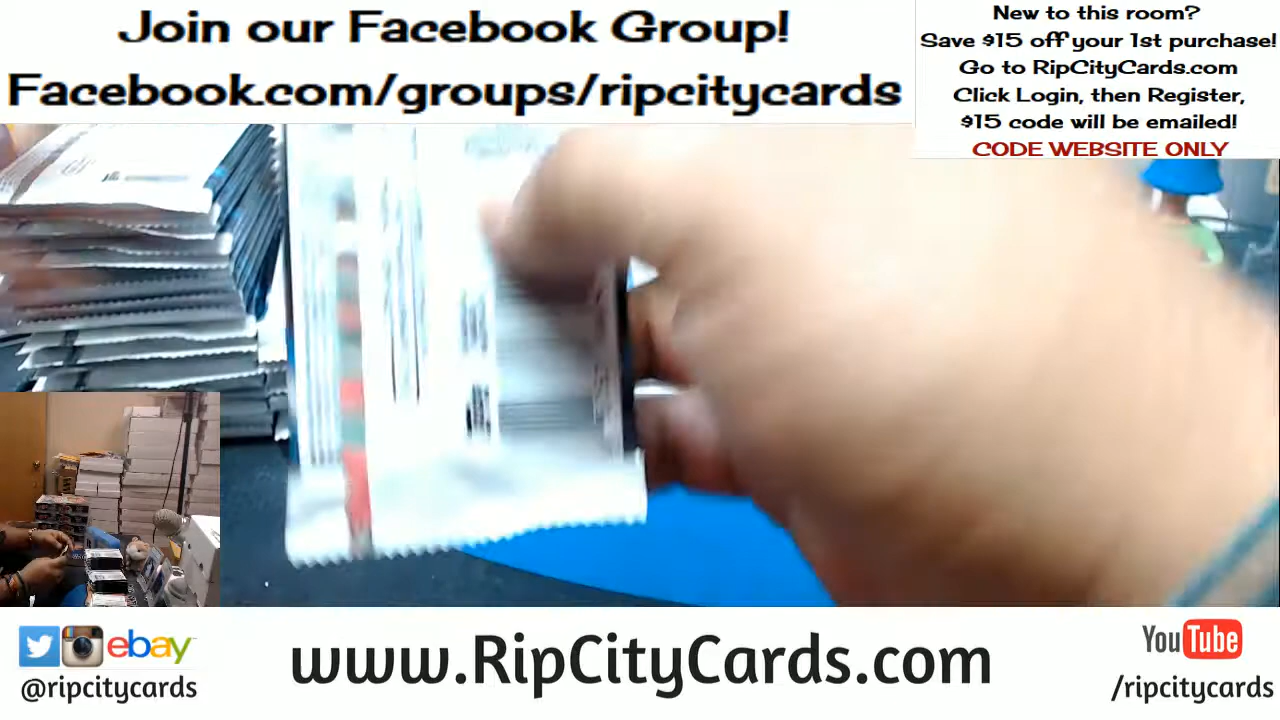 Join our Facebook Group!
Facebook.com/groups/ripcitycards
New to this room?
Save $15 off your 1st purchase!
Go to RipCityCards.com
Click Login, then Register,
$15 code will be emailed!
CODE WEBSITE ONLY
ebay
@ripcitycards
www.RipCityCards.com
YouTube
/ripcitycards